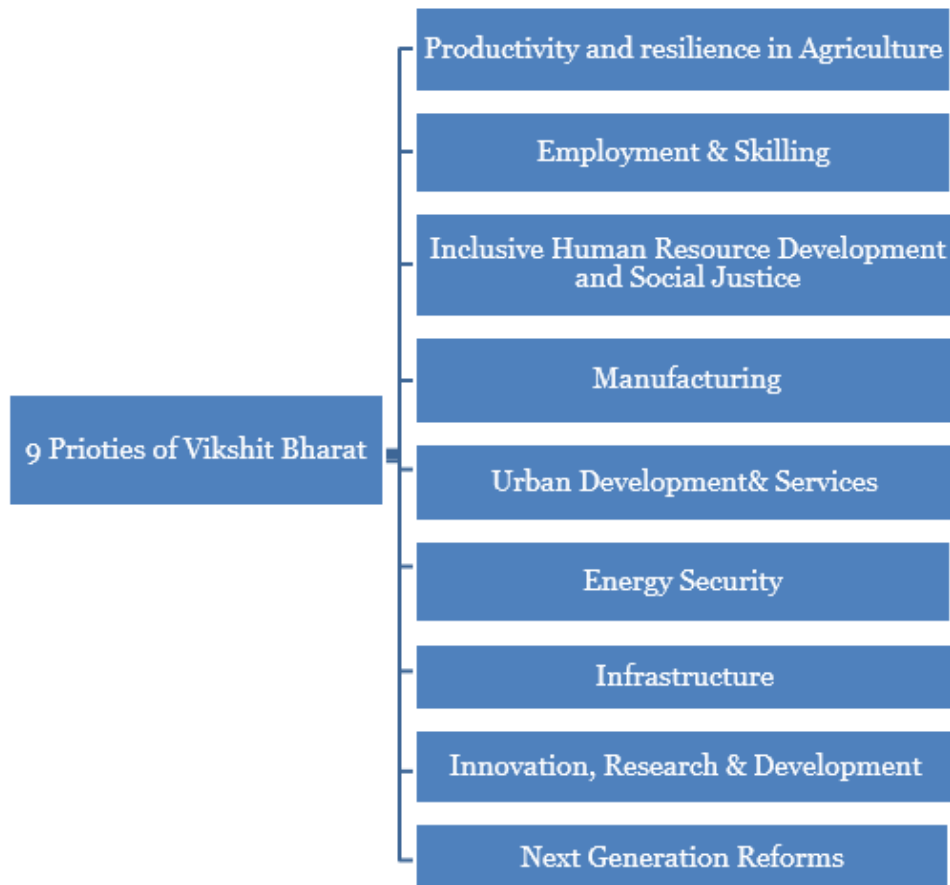 Productivity and resilience in Agriculture
Employment & Skilling
Inclusive Human Resource Development
and Social Justice
Manufacturing
9 Prioties of Vikshit Bharat
Urban Development& Services
Energy Security
Infrastructure
Innovation, Research & Development
Next Generation Reforms